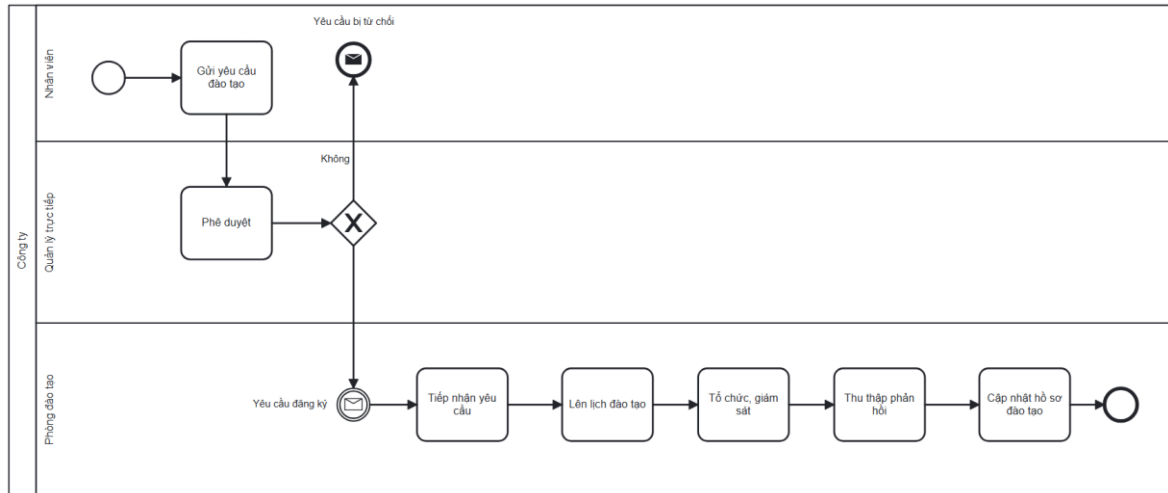 Công ty
Nhân viên
Yêu cầu bị từ chối
Gửi yêu cầu
đào tạo
Quản lý trực tiếp
Không
Phê duyệt
X
Phòng đào tạo
Yêu cầu đăng ký
Tiếp nhận yêu
cầu
Lên lịch đào tạo
Tổ chức, giám
sát
Thu thập phản
hồi
Cập nhật hồ sơ
đào tạo